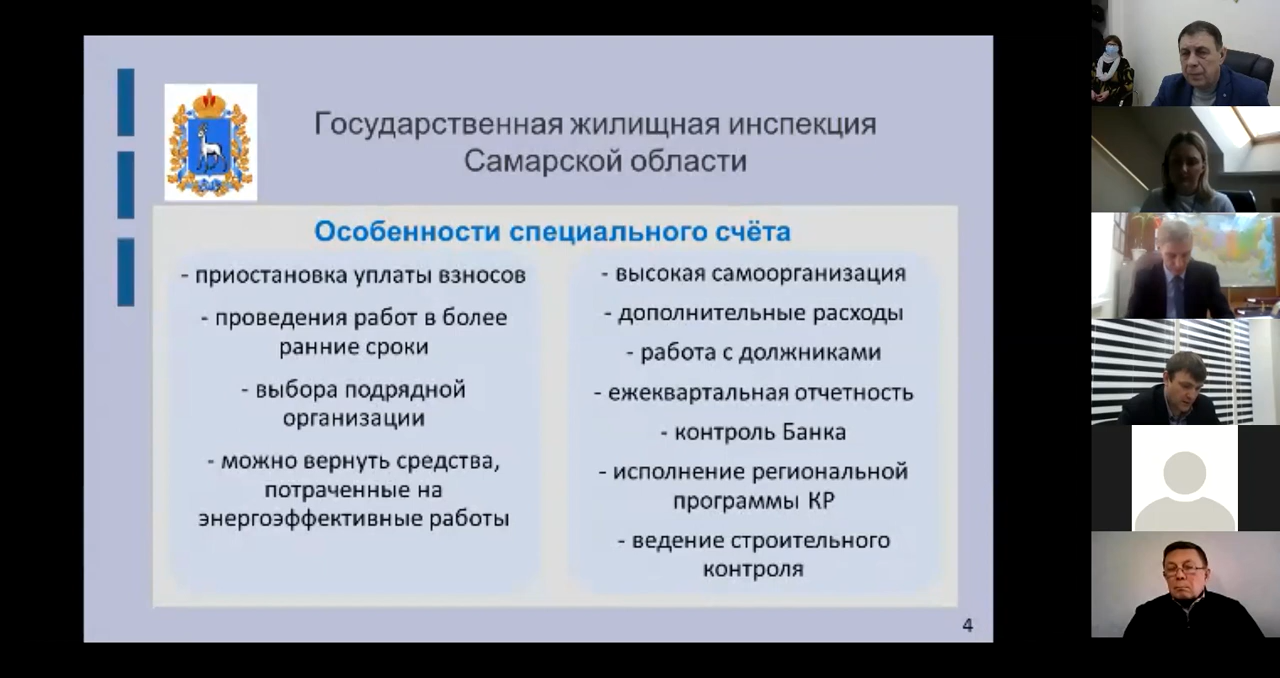 Государственная жилищная инспекция
Самарской области
Особенности специального счёта
- приостановка уплаты взносов
- проведения работ в более
ранние сроки
- выбора подрядной
организации
- можно вернуть средства,
потраченные на
энергоэффективные работы
- высокая самоорганизация
- дополнительные расходы
- работа с должниками
- ежеквартальная отчетность
- контроль Банка
- исполнение региональной
программы КР
- ведение строительного
контроля
4